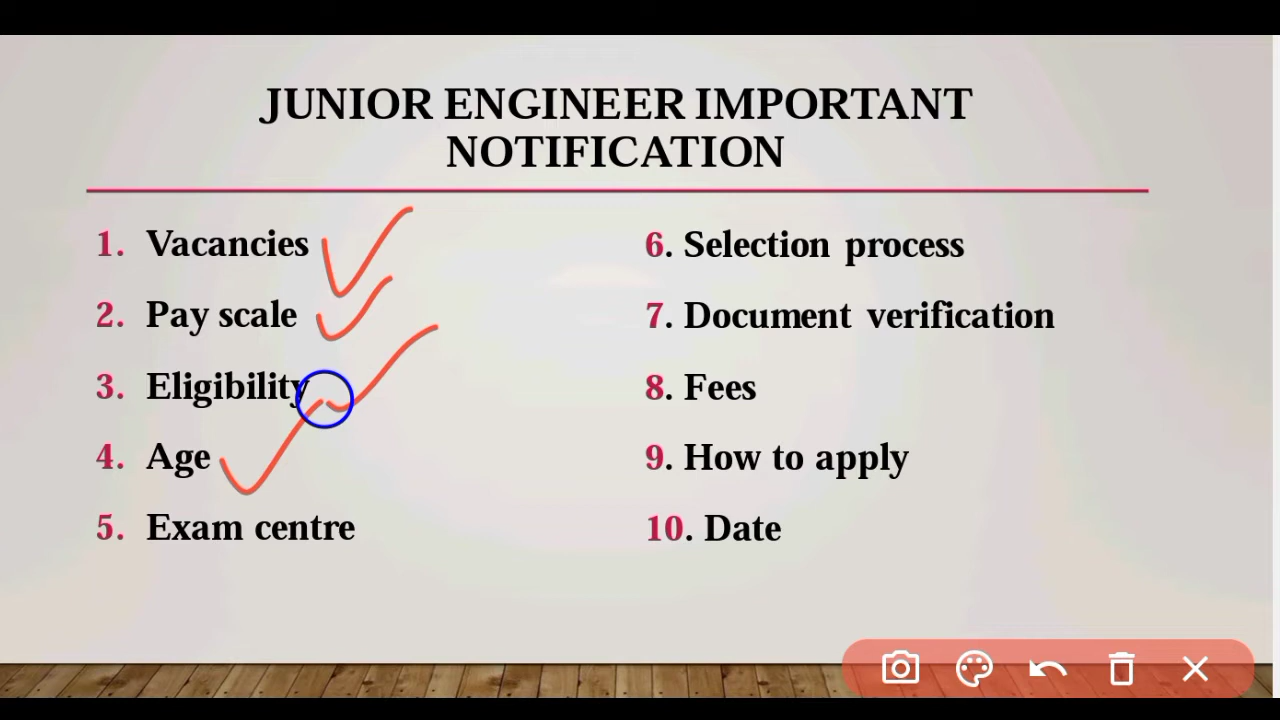 JUNIOR ENGINEER IMPORTANT
NOTIFICATION
1. Vacancies
2. Pay scale
3. Eligibility
4. Age
5. Exam centre
6. Selection process
7. Document verification
8. Fees
9. How to apply
10. Date